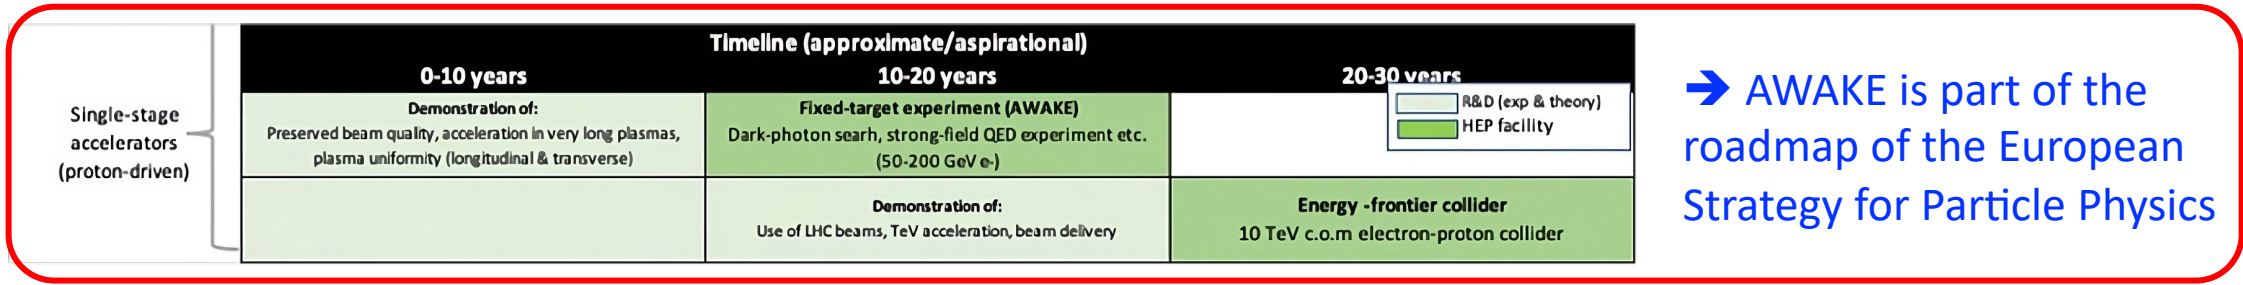 Timeline (approximate/aspirational)
0-10 years
10-20 years
20-30 years
Single-stage
accelerators
(proton-driven)
Demonstration of:
Preserved beam quality, acceleration in very long plasmas,
plasma uniformity (longitudinal & transverse)
Fixed-target experiment (AWAKE)
Dark-photon searh, strong-field QED experiment etc.
(50-200 GeV e-)
R&D (exp & theory)
HEP facility
Demonstration of:
Use of LHC beams, TeV acceleration, beam delivery
Energy -frontier collider
10 TeV c.o.m electron-proton collider
➔ AWAKE is part of the
roadmap of the European
Strategy for Particle Physics